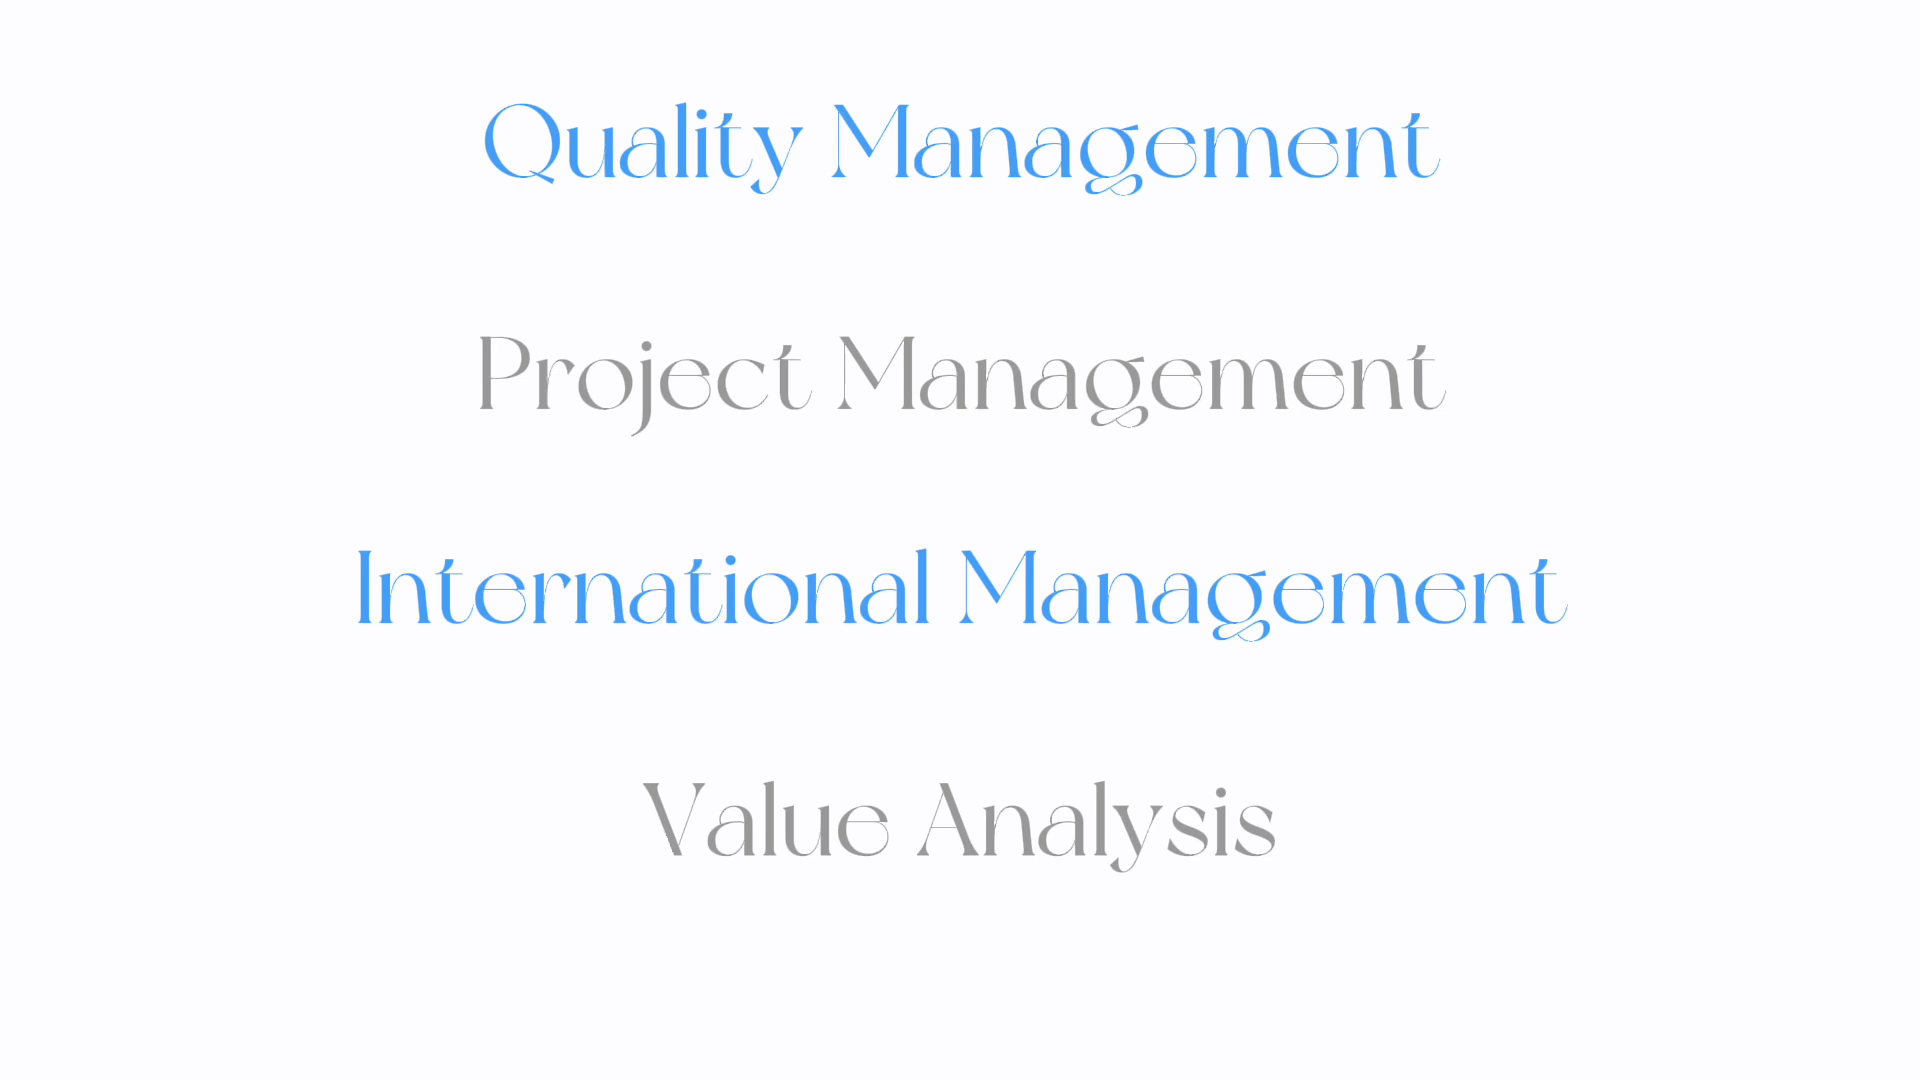 Quality Management
Project Management
International Management
Value Analysis